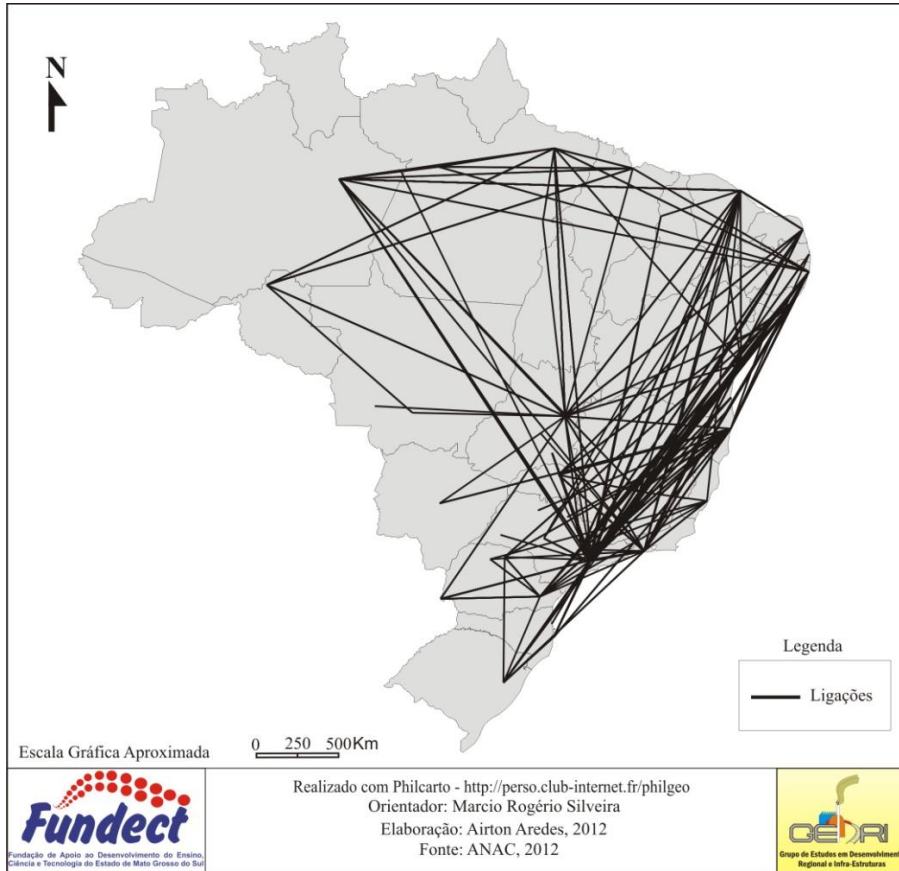 N
Legenda
Ligações
Escala Gráfica Aproximada
0 250 500Km
Realizado com Philcarto - http://perso.club-internet.fr/philgeo
Orientador: Marcio Rogério Silveira
Elaboração: Airton Aredes, 2012
Fonte: ANAC, 2012
Fundect
Fundação de Apoio ao Desenvolvimento do Ensino,
Ciência e Tecnologia do Estado de Mato Grosso do Sul
GEDRI
Grupo de Estudos em Desenvolvimento
Regional e Infra-Estruturas